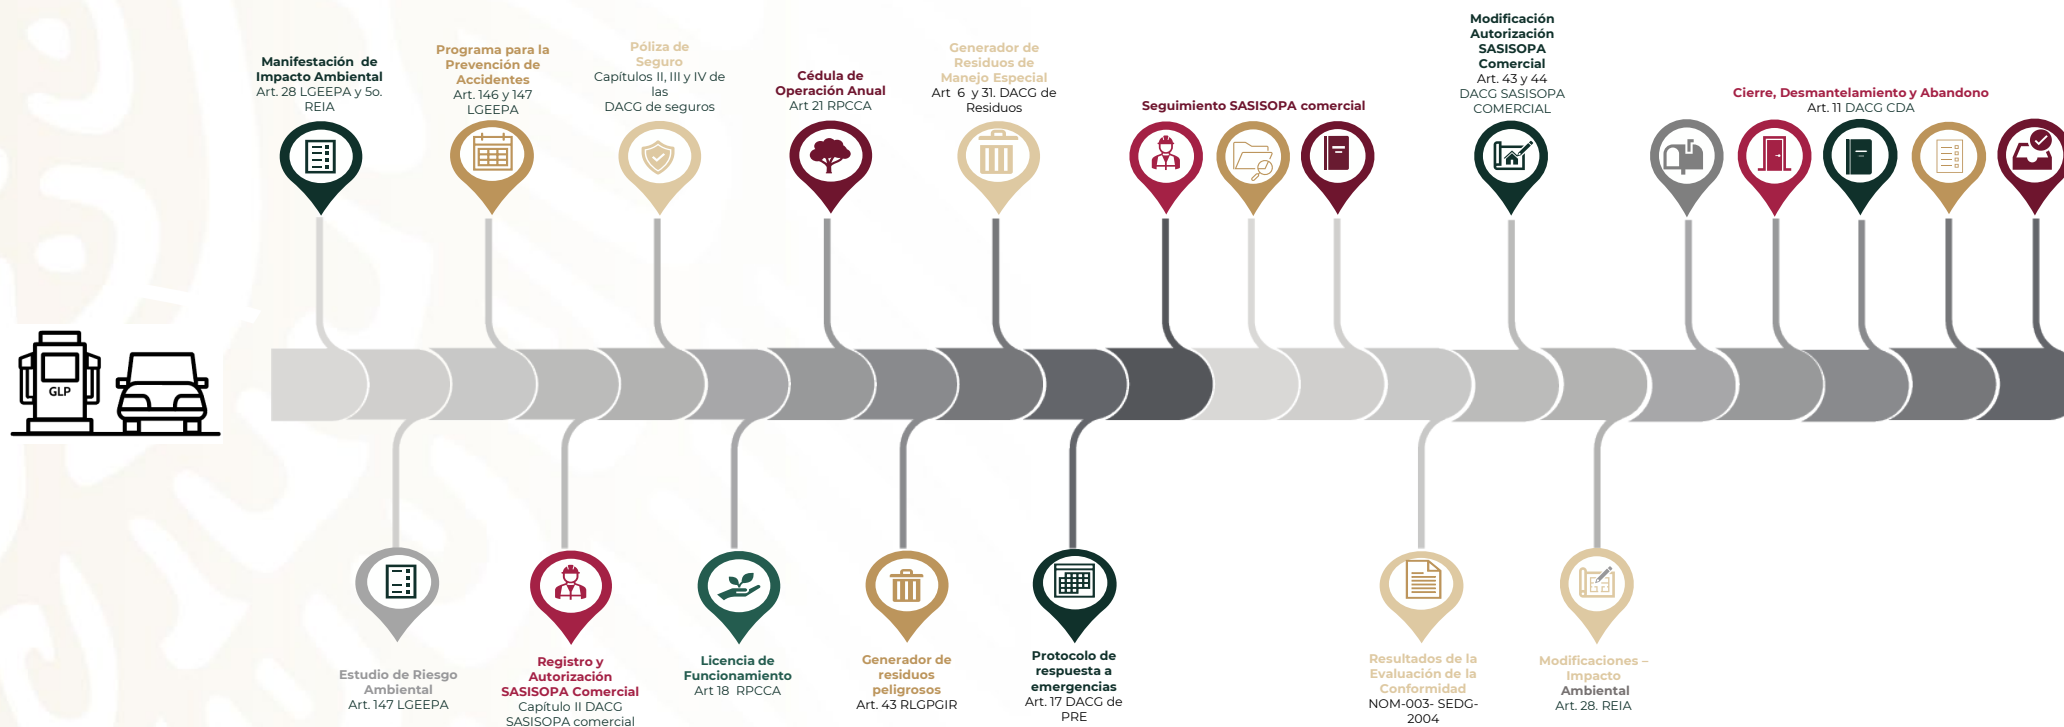 Manifestación de
Impacto Ambiental
Art. 28 LGEEPA y 5o.
REIA
Programa para la
Prevención de
Accidentes
Art. 146 y 147
LGEEPA
Póliza de
Seguro
Capítulos II, III y IV de
las
DACG de seguros
Cédula de
Operación Anual
Art 21 RPCCA
Generador de
Residuos de
Manejo Especial
Art 6 y 31. DACG de
Residuos
Seguimiento SASISOPA comercial
Modificación
Autorización
SASISOPA
Comercial
Art. 43 y 44
DACG SASISOPA
COMERCIAL
Cierre, Desmantelamiento y Abandono
Art. 11 DACG CDA
GLP
Estudio de Riesgo
Ambiental
Art. 147 LGEEPA
Registro y
Autorización
SASISOPA Comercial
Capítulo II DACG
SASISOPA comercial
Licencia de
Funcionamiento
Art 18 RPCCA
Generador de
residuos
peligrosos
Art. 43 RLGPGIR
Protocolo de
respuesta a
emergencias
Art. 17 DACG de
PRE
Resultados de la
Evaluación de la
Conformidad
NOM-003- SEDG-
2004
Modificaciones –
Impacto
Ambiental
Art. 28. REIA